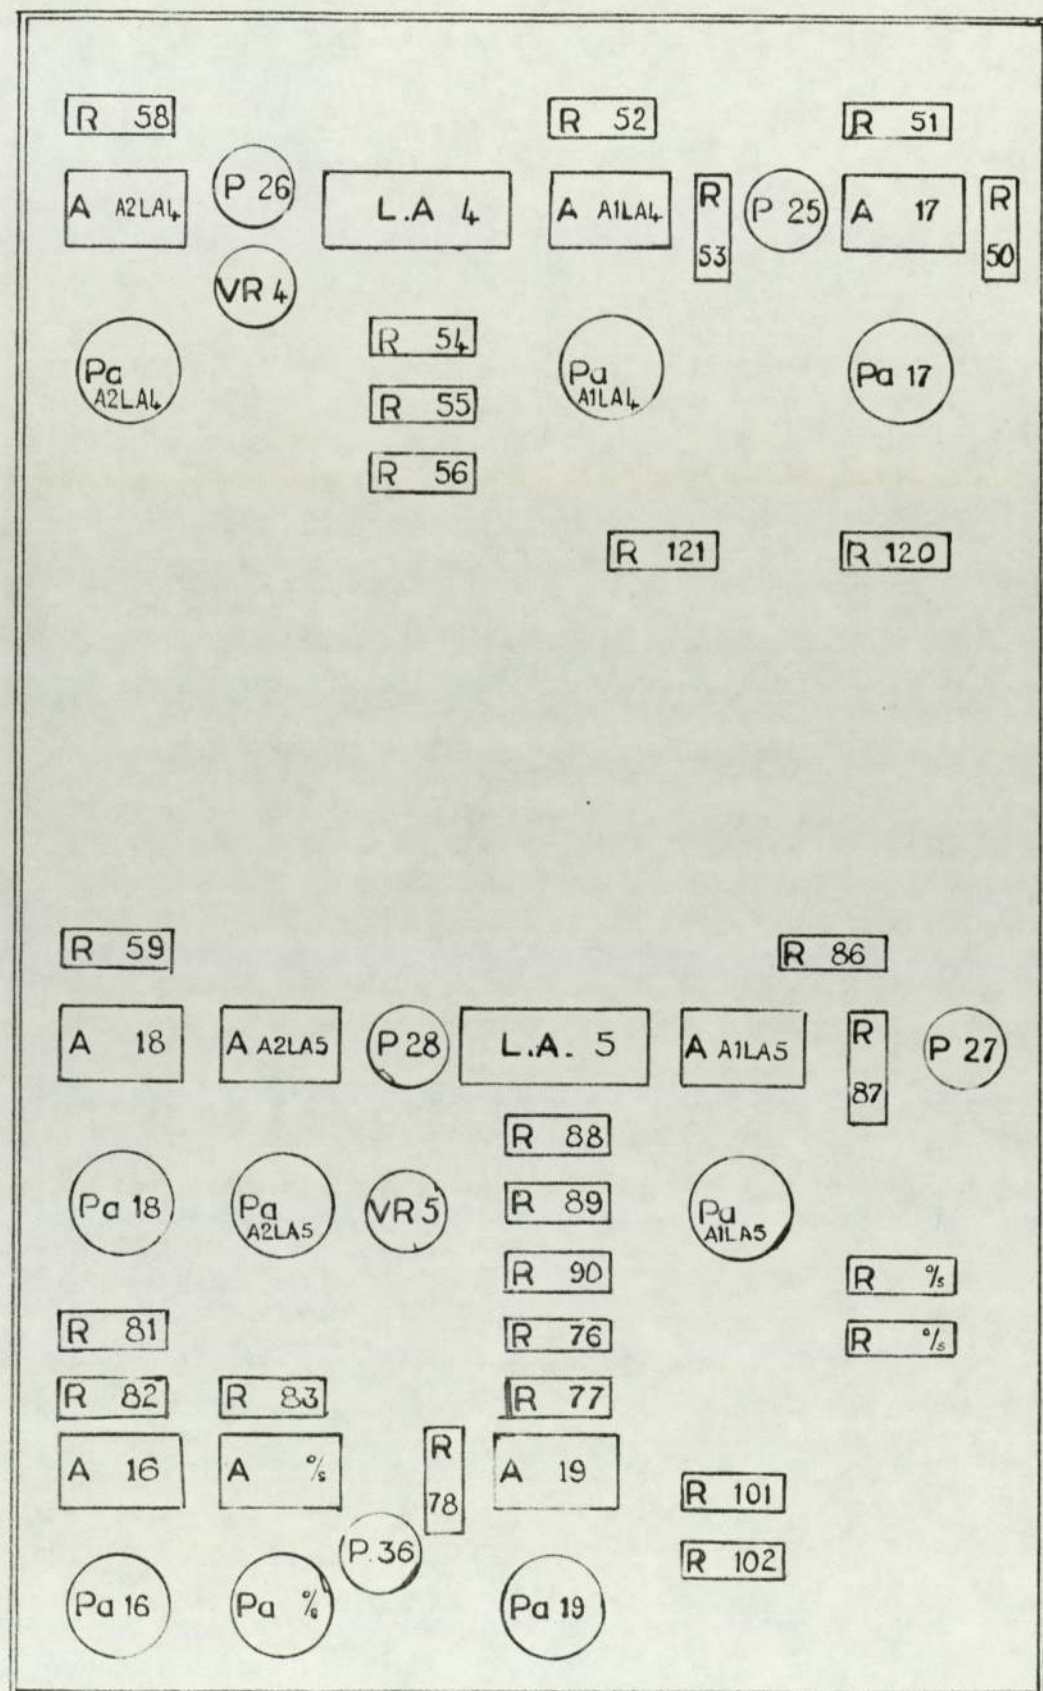 R 58
R 52
R 51
A A2LA4
P 26
L.A 4
A A1LA4
R 53
P 25
A 17
R 50
VR 4
R 54
Pa A2LA4
Pa A1LA4
Pa 17
R 55
R 56
R 121
R 120
R 59
R 86
A 18
A A2LA5
P 28
L.A. 5
A A1LA5
R 87
P 27
R 88
Pa 18
Pa A2LA5
VR 5
R 89
Pa A1LA5
R 90
R o/s
R 81
R 76
R o/s
R 82
R 83
R 77
A 16
A o/s
R 78
A 19
R 101
P.36
R 102
Pa 16
Pa o/s
Pa 19